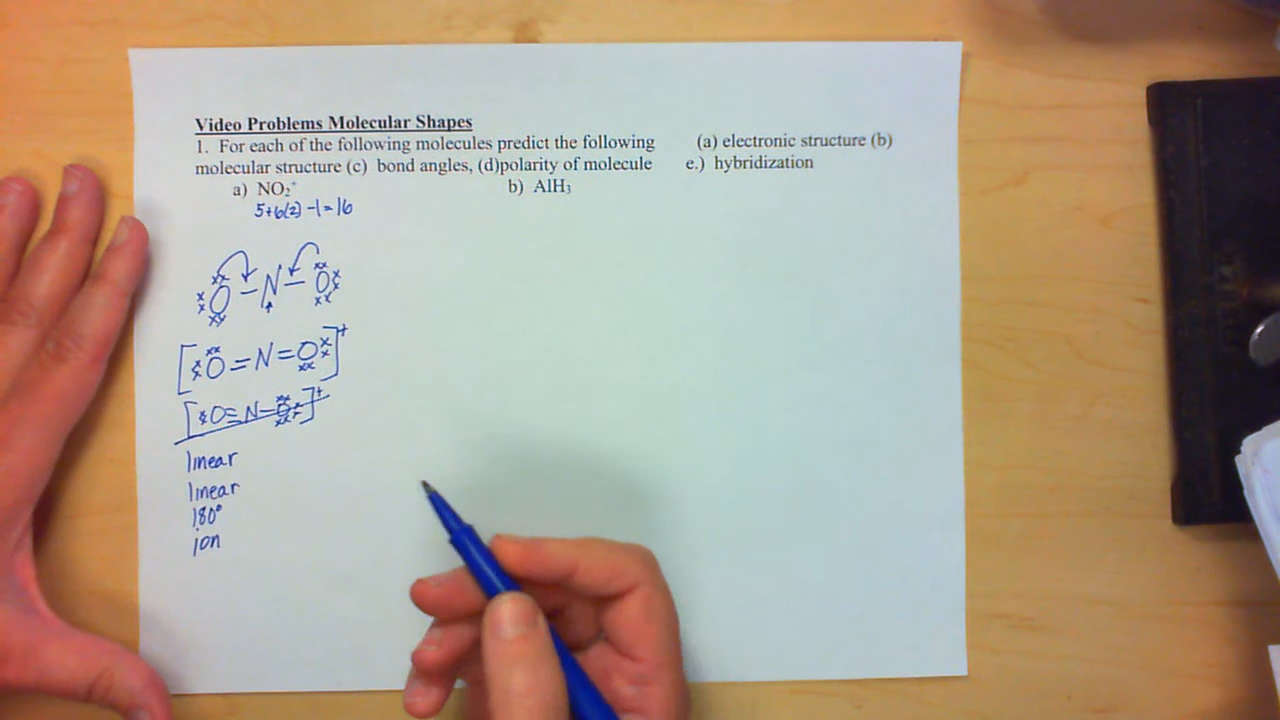 Video Problems Molecular Shapes
1. For each of the following molecules predict the following (a) electronic structure (b)
molecular structure (c) bond angles, (d)polarity of molecule e.) hybridization
a) NO₂⁺ b) AlH₃
5+6(2)-1=16
O-N-O
[O=N=O]⁺
[O≡N-O]⁺
linear
linear
180°
ion